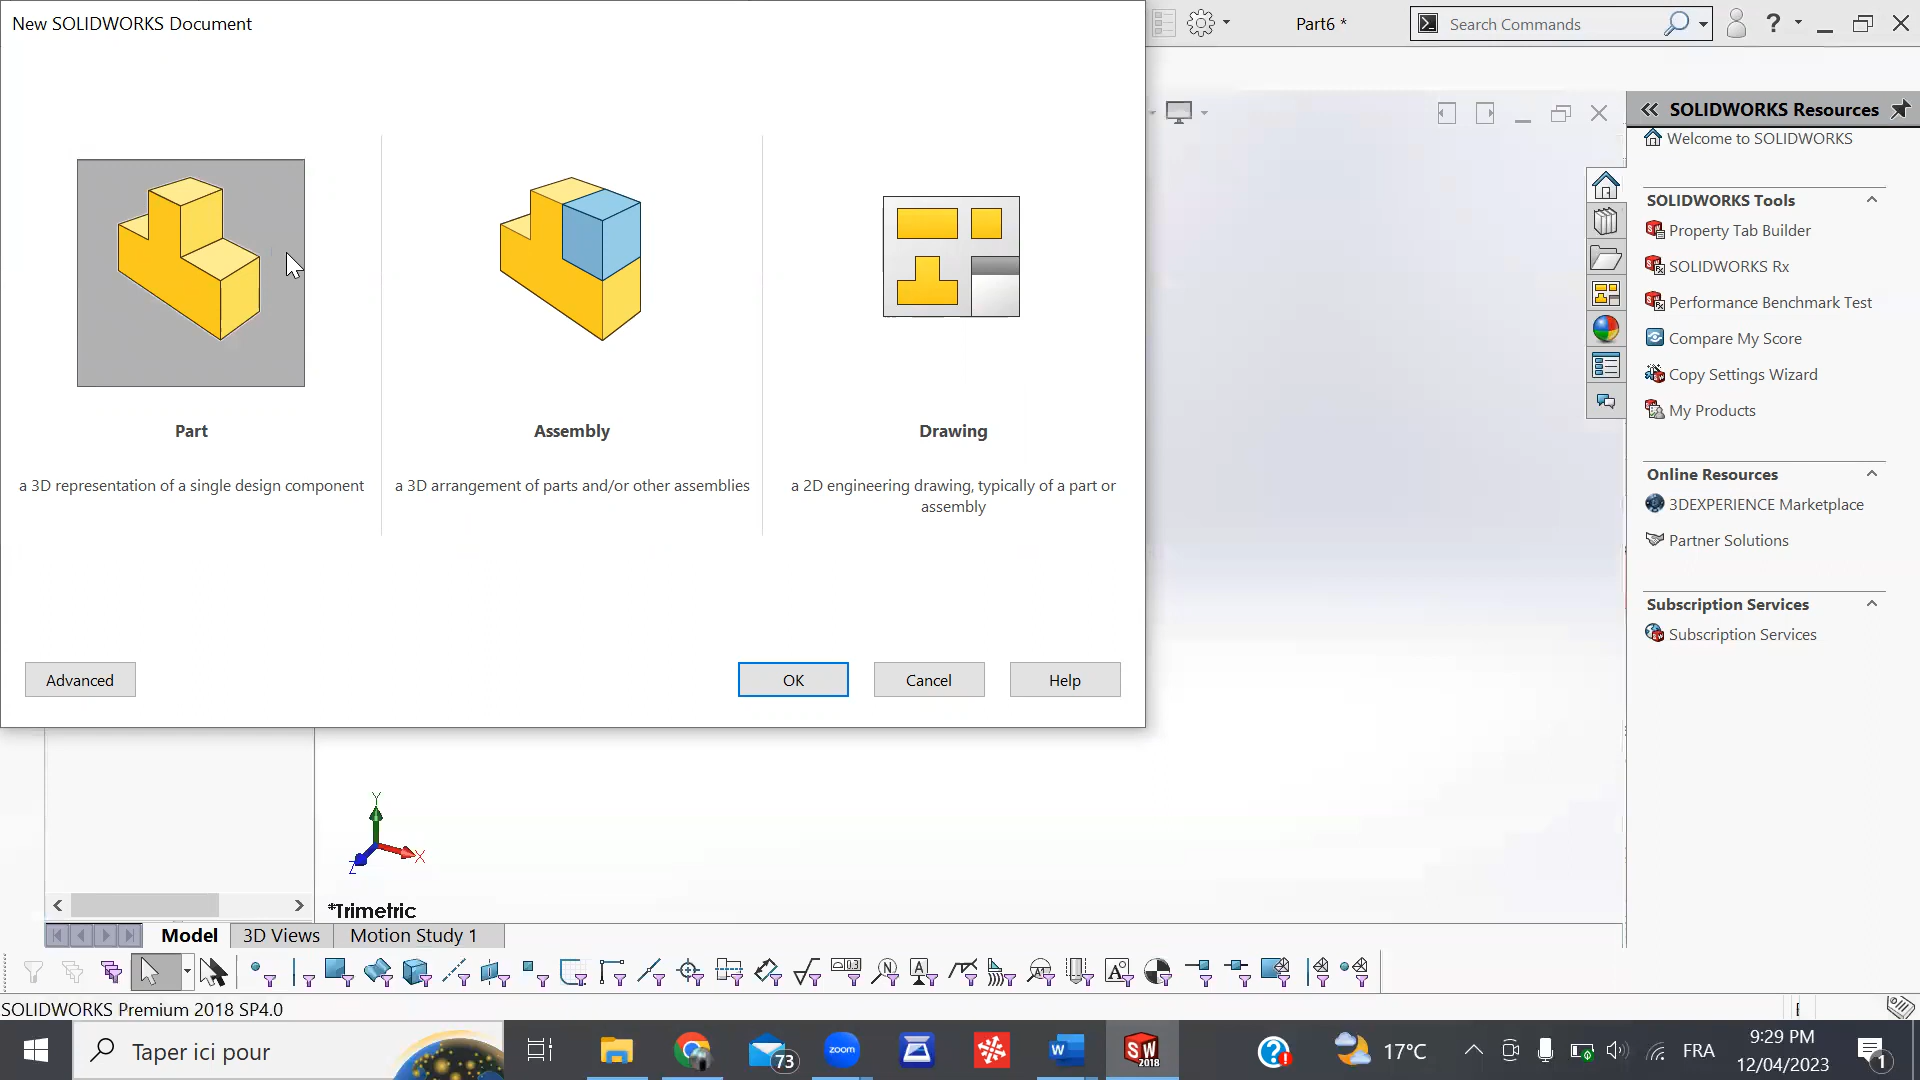 New SOLIDWORKS Document
Part6 *
Search Commands
?
SOLIDWORKS Resources
Welcome to SOLIDWORKS
SOLIDWORKS Tools
Property Tab Builder
SOLIDWORKS Rx
Performance Benchmark Test
Compare My Score
Copy Settings Wizard
My Products
Online Resources
3DEXPERIENCE Marketplace
Partner Solutions
Subscription Services
Subscription Services
Part
Assembly
Drawing
a 3D representation of a single design component
a 3D arrangement of parts and/or other assemblies
a 2D engineering drawing, typically of a part or
assembly
Advanced
OK
Cancel
Help
Y
X
Z
*Trimetric
Model
3D Views
Motion Study 1
SOLIDWORKS Premium 2018 SP4.0
Taper ici pour
73
zoom
W
SW
2018
17°C
FRA
9:29 PM
12/04/2023
1